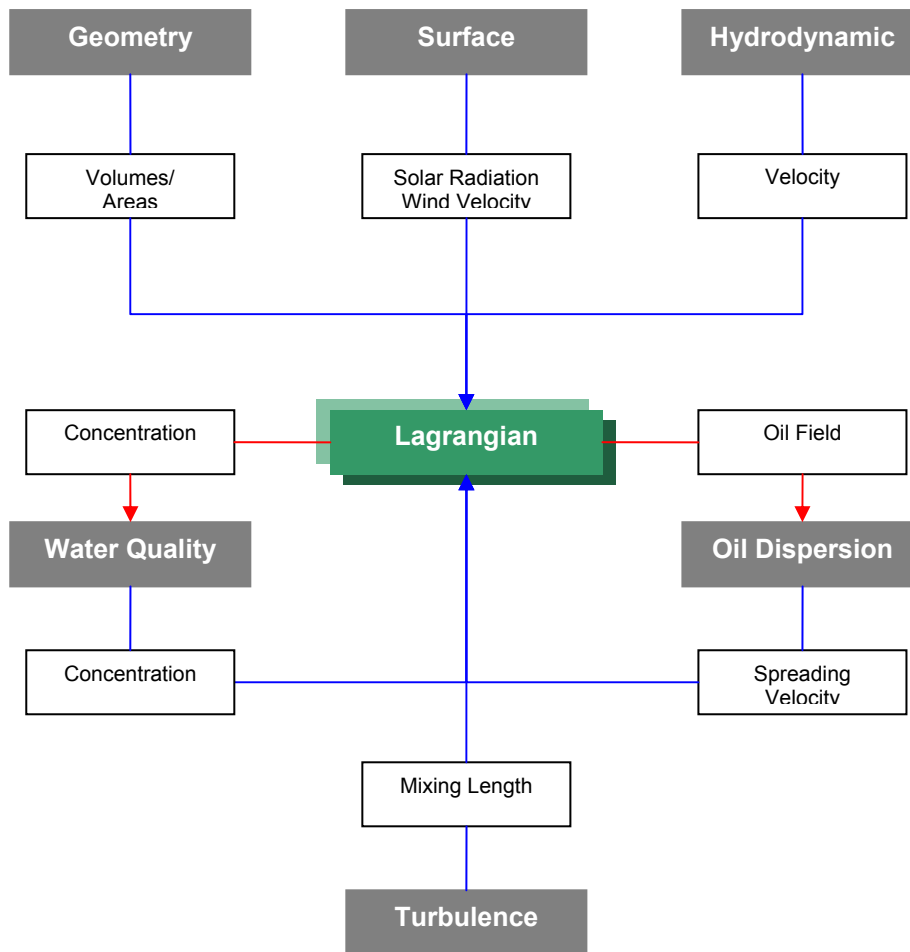 Geometry
Surface
Hydrodynamic
Volumes/
Areas
Solar Radiation
Wind Velocity
Velocity
Concentration
Lagrangian
Oil Field
Water Quality
Oil Dispersion
Concentration
Spreading
Velocity
Mixing Length
Turbulence